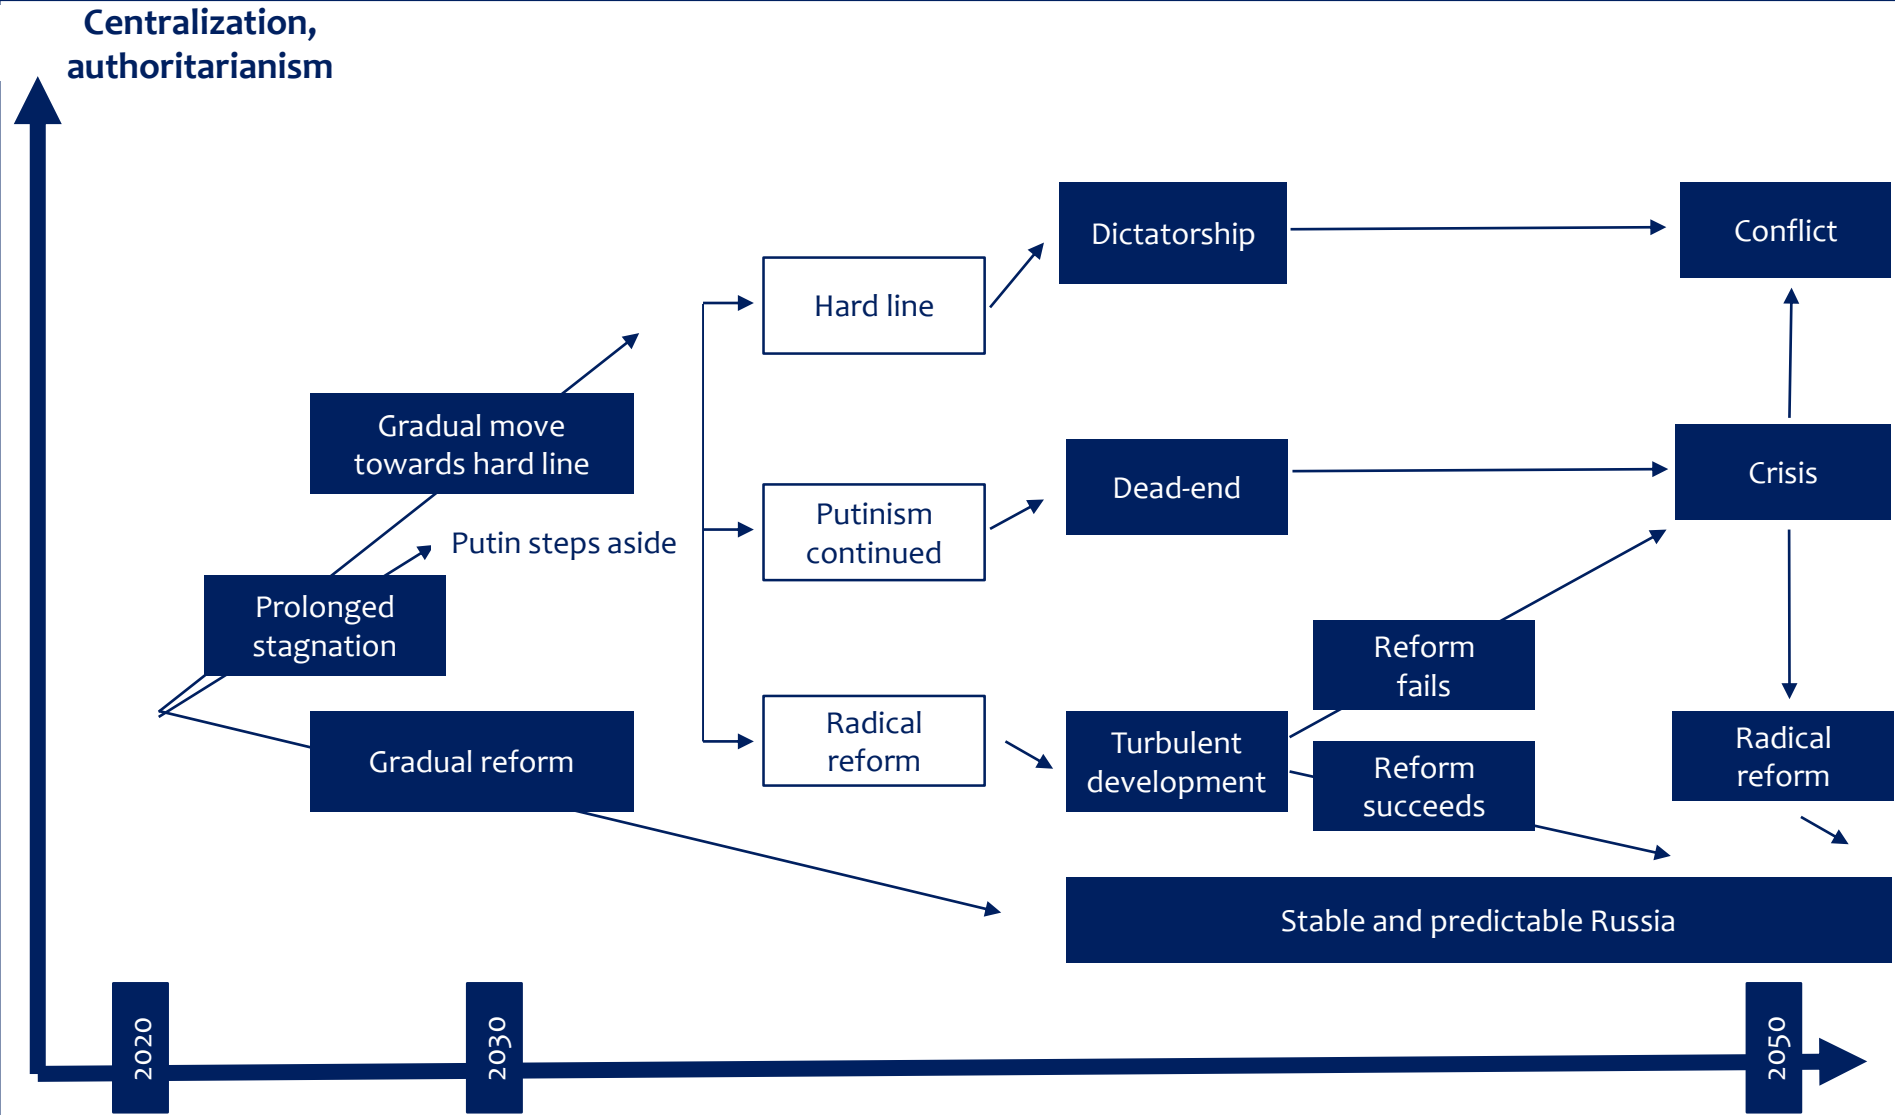 Centralization,
authoritarianism
Dictatorship
Conflict
Hard line
Gradual move
towards hard line
Putin steps aside
Putinism
continued
Dead-end
Crisis
Prolonged
stagnation
Reform
fails
Radical
reform
Turbulent
development
Radical
reform
Gradual reform
Reform
succeeds
Stable and predictable Russia
2020
2030
2050